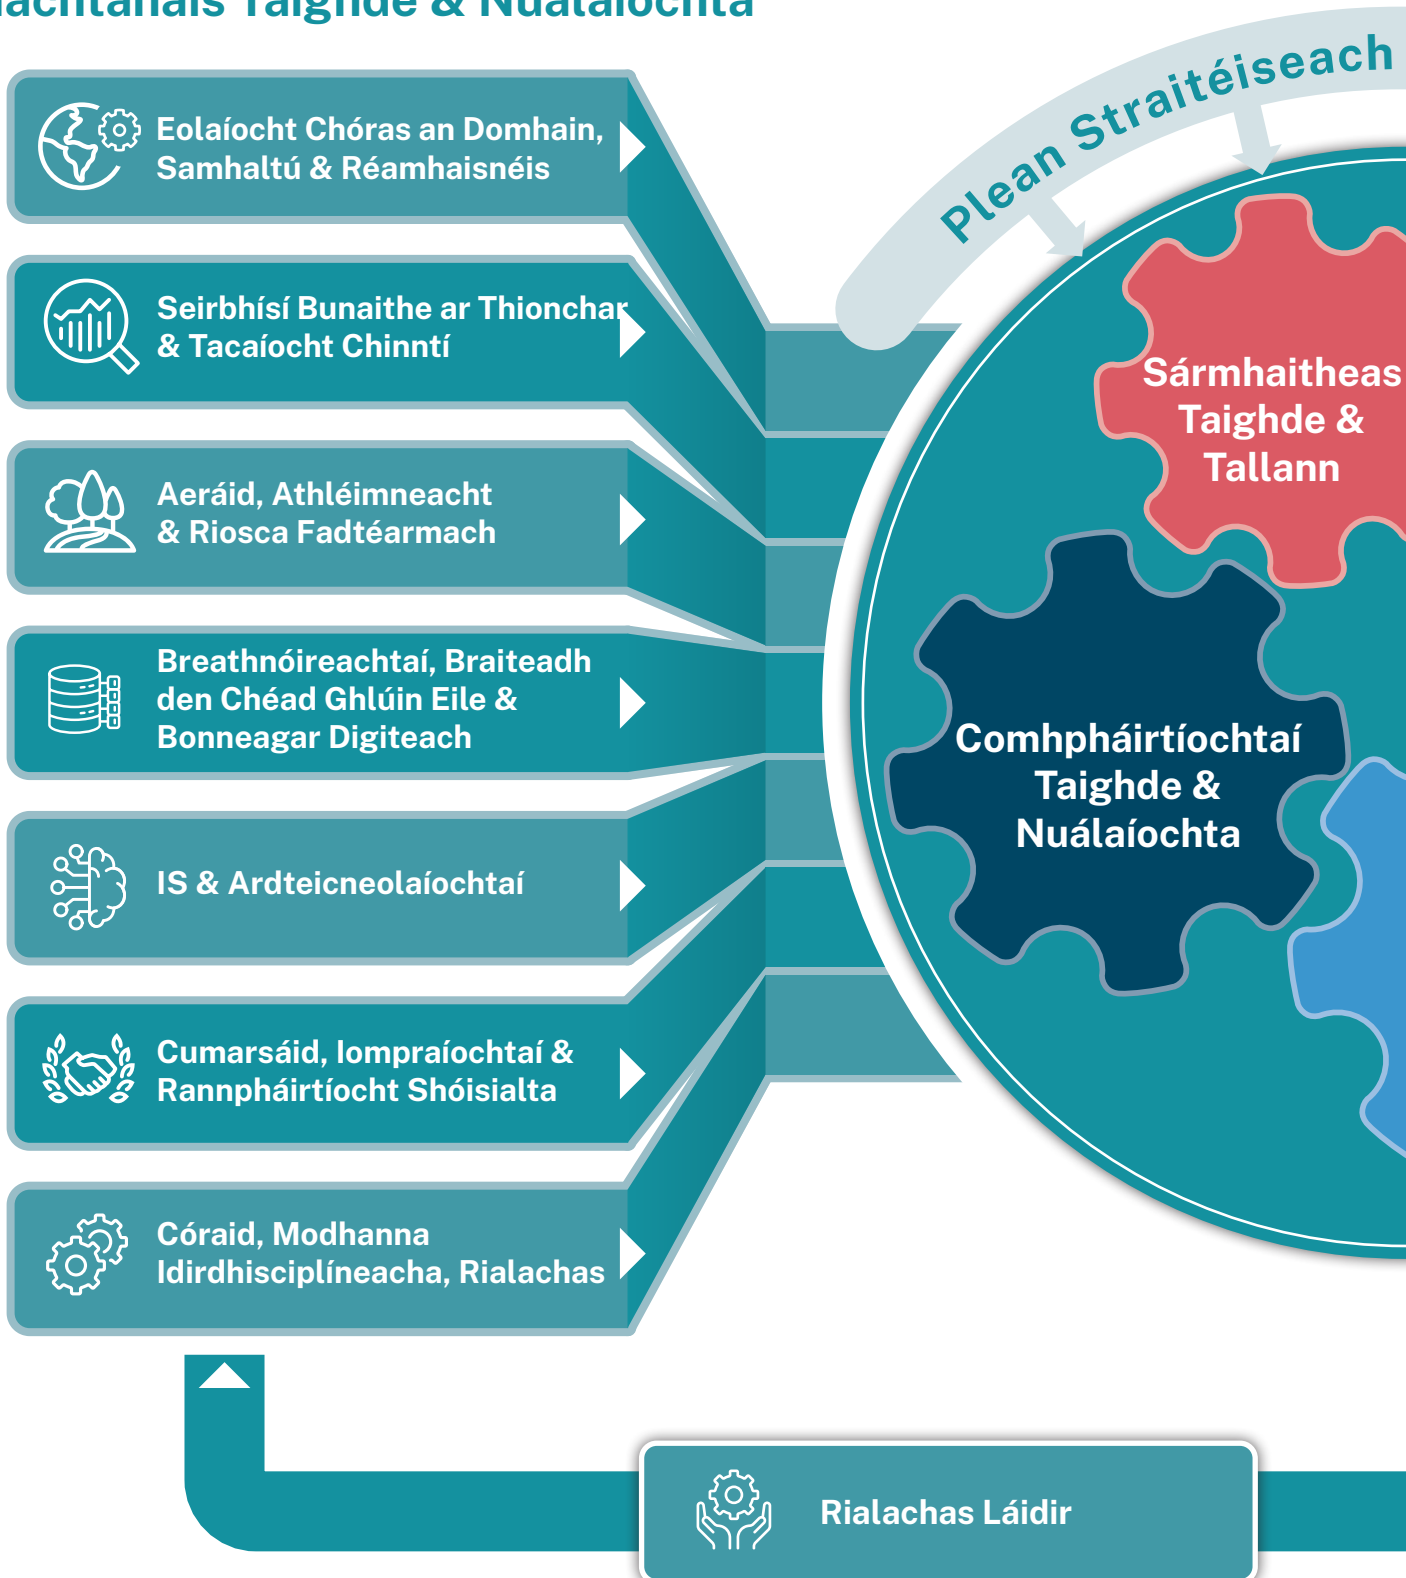 Taighde & Nuálaíochta
Eolaíocht Chóras an Domhain,
Samhaltú & Réamhaisnéis
Seirbhísí Bunaithe ar Thionchar
& Tacaíocht Chinntí
Aeráid, Athléimneacht
& Riosca Fadtéarmach
Breathnóireachtaí, Braiteadh
den Chéad Ghlúin Eile &
Bonneagar Digiteach
IS & Ardteicneolaíochtaí
Cumarsáid, Iompraíochtaí &
Rannpháirtíocht Shóisialta
Córaid, Modhanna
Idirdhisciplíneacha, Rialachas
Plean Straitéiseach
Sármhaitheas
Taighde &
Tallann
Comhpháirtíochtaí
Taighde &
Nuálaíochta
Rialachas Láidir